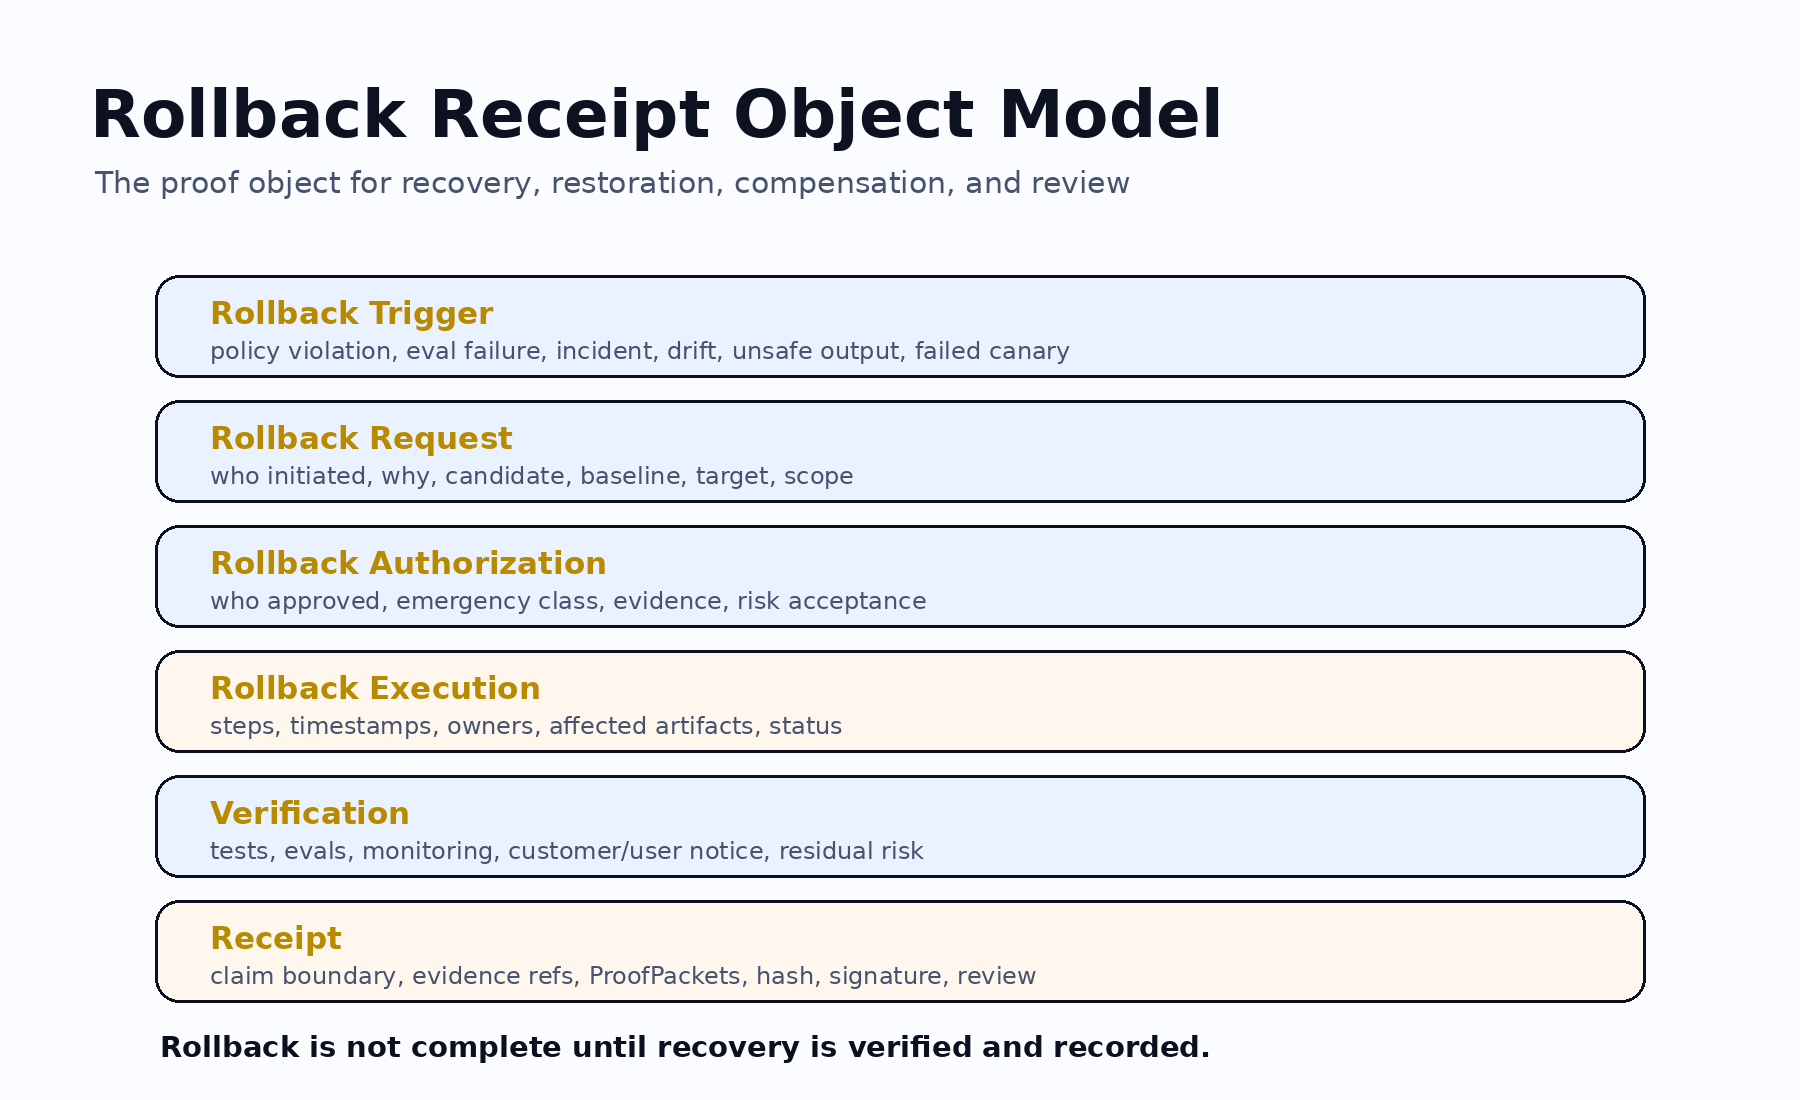 Rollback Receipt Object Model
The proof object for recovery, restoration, compensation, and review
Rollback Trigger
policy violation, eval failure, incident, drift, unsafe output, failed canary
Rollback Request
who initiated, why, candidate, baseline, target, scope
Rollback Authorization
who approved, emergency class, evidence, risk acceptance
Rollback Execution
steps, timestamps, owners, affected artifacts, status
Verification
tests, evals, monitoring, customer/user notice, residual risk
Receipt
claim boundary, evidence refs, ProofPackets, hash, signature, review
Rollback is not complete until recovery is verified and recorded.